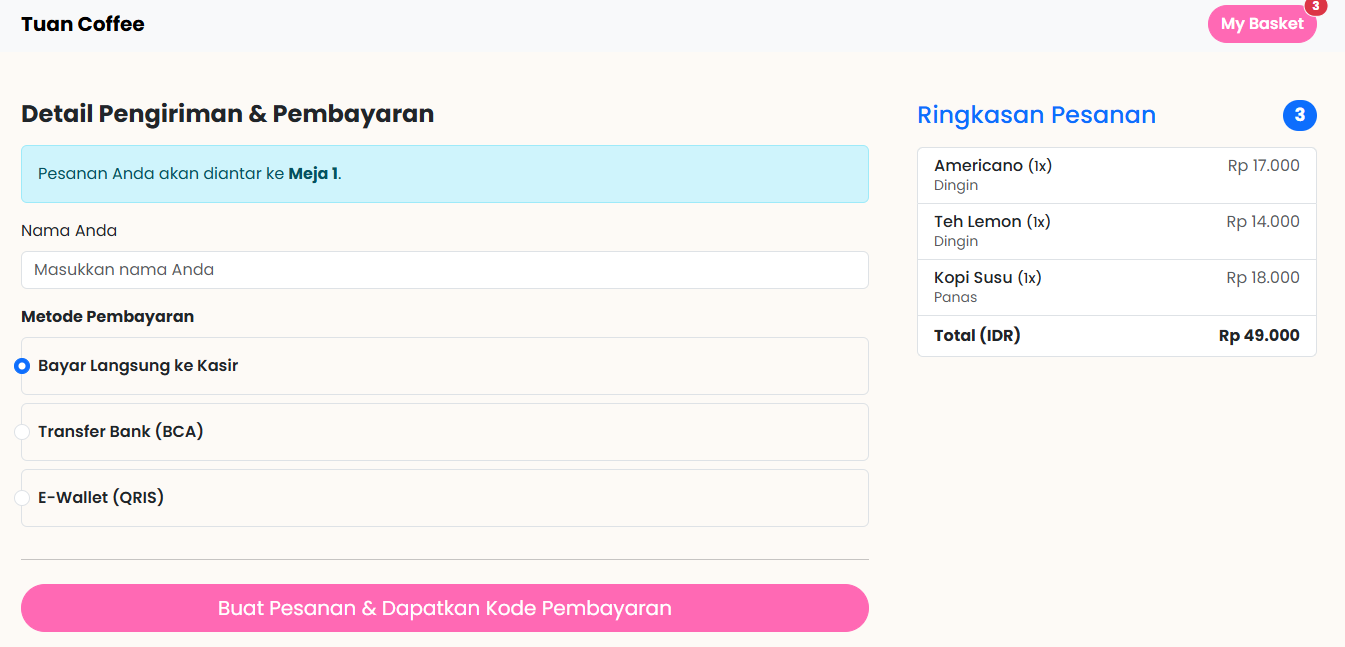 Tuan Coffee
My Basket
3
Detail Pengiriman & Pembayaran
Pesanan Anda akan diantar ke Meja 1.
Nama Anda
Masukkan nama Anda
Metode Pembayaran
Bayar Langsung ke Kasir
Transfer Bank (BCA)
E-Wallet (QRIS)
Buat Pesanan & Dapatkan Kode Pembayaran
Ringkasan Pesanan 3
Americano (1x) Rp 17.000
Dingin
Teh Lemon (1x) Rp 14.000
Dingin
Kopi Susu (1x) Rp 18.000
Panas
Total (IDR) Rp 49.000